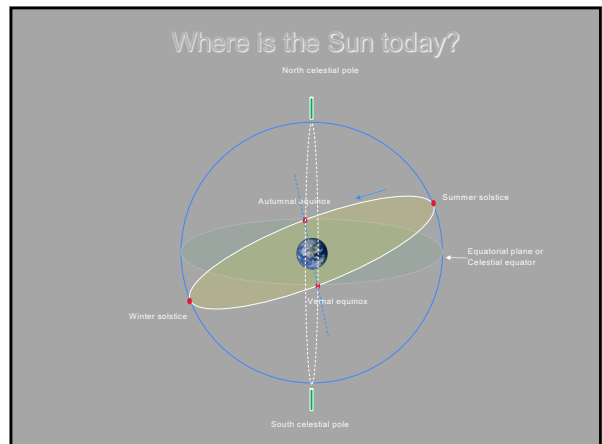 Where is the Sun today?
North celestial pole
Autumnal equinox
Summer solstice
Equatorial plane or
Celestial equator
Vernal equinox
Winter solstice
South celestial pole